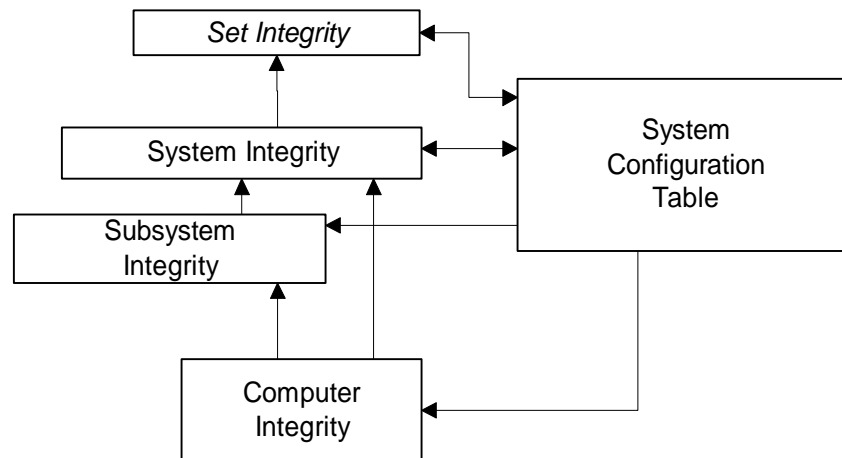 Set Integrity
System Integrity
System
Configuration
Table
Subsystem
Integrity
Computer
Integrity